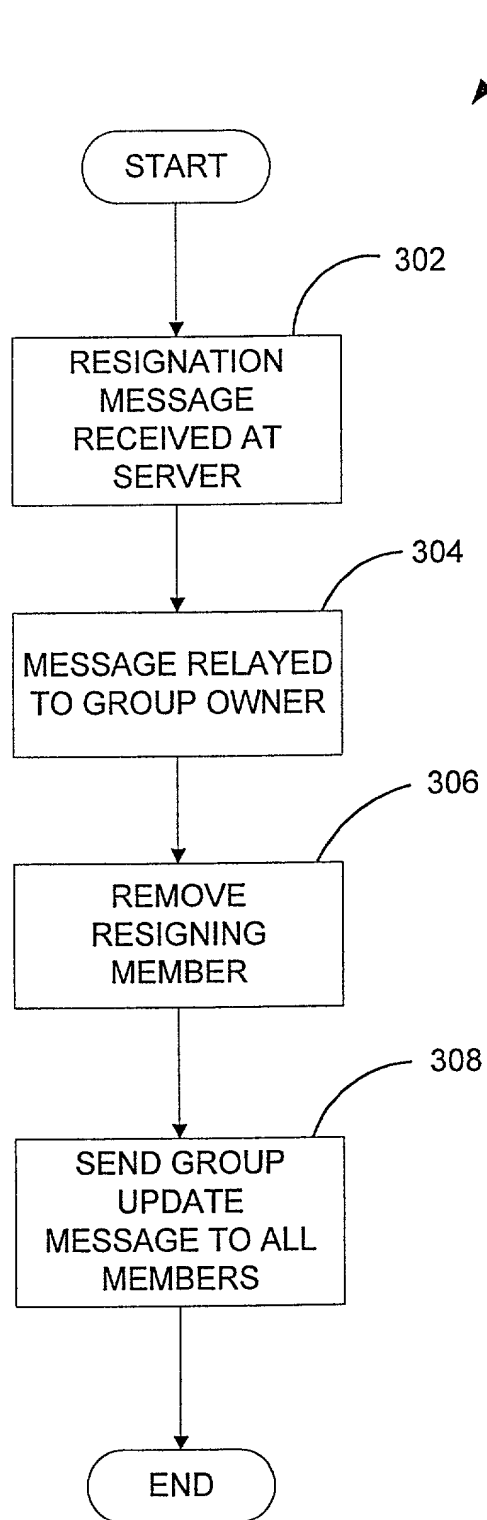 START
302
RESIGNATION
MESSAGE
RECEIVED AT
SERVER
304
MESSAGE RELAYED
TO GROUP OWNER
306
REMOVE
RESIGNING
MEMBER
308
SEND GROUP
UPDATE
MESSAGE TO ALL
MEMBERS
END